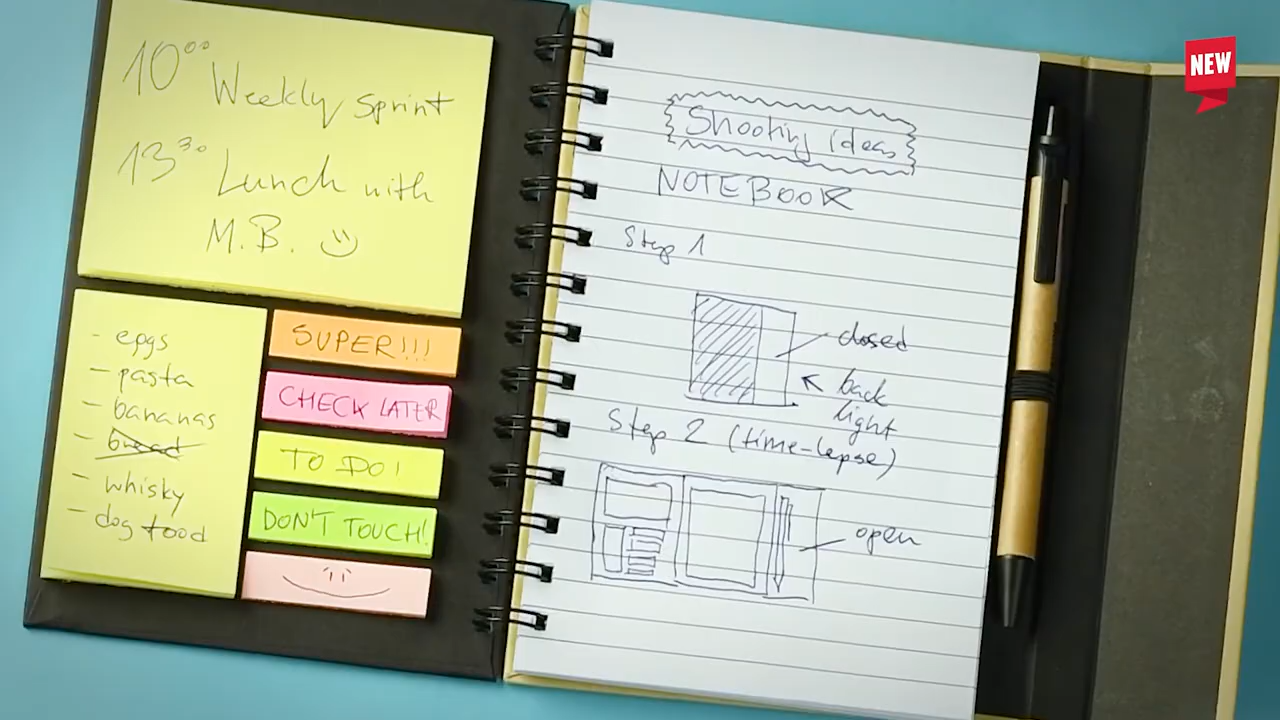 10⁰⁰ Weekly Sprint
13³⁰ Lunch with
M.B.
- eggs
- pasta
- bananas
- bread
- whisky
- dog food
SUPER!!!
CHECK LATER
TO DO!
DON'T TOUCH!
Shooting ideas
NOTEBOOK
Step 1
closed
back
light
Step 2 (time-lapse)
open
NEW